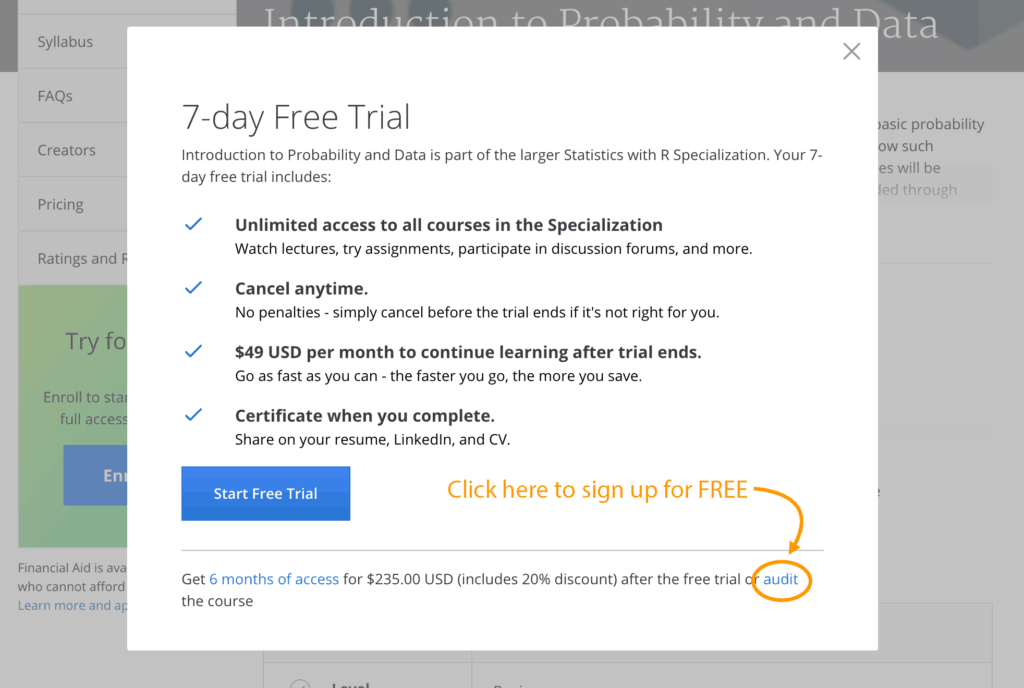 Introduction to Probability and Data
Syllabus
FAQs
Creators
Pricing
Ratings and R
Try fo
Enroll to star
full access
Enr
Financial Aid is ava
who cannot afford
Learn more and ap
basic probability
ow such
es will be
ded through
7-day Free Trial
Introduction to Probability and Data is part of the larger Statistics with R Specialization. Your 7-
day free trial includes:
Unlimited access to all courses in the Specialization
Watch lectures, try assignments, participate in discussion forums, and more.
Cancel anytime.
No penalties - simply cancel before the trial ends if it's not right for you.
$49 USD per month to continue learning after trial ends.
Go as fast as you can - the faster you go, the more you save.
Certificate when you complete.
Share on your resume, LinkedIn, and CV.
Start Free Trial
Click here to sign up for FREE
Get 6 months of access for $235.00 USD (includes 20% discount) after the free trial or audit
the course
Level